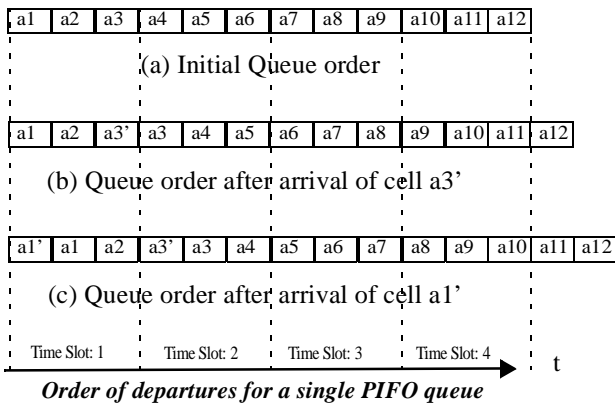 a1 a2 a3 a4 a5 a6 a7 a8 a9 a10 a11 a12
(a) Initial Queue order
a1 a2 a3’ a3 a4 a5 a6 a7 a8 a9 a10 a11 a12
(b) Queue order after arrival of cell a3’
a1’ a1 a2 a3’ a3 a4 a5 a6 a7 a8 a9 a10 a11 a12
(c) Queue order after arrival of cell a1’
Time Slot: 1 Time Slot: 2 Time Slot: 3 Time Slot: 4 t
Order of departures for a single PIFO queue